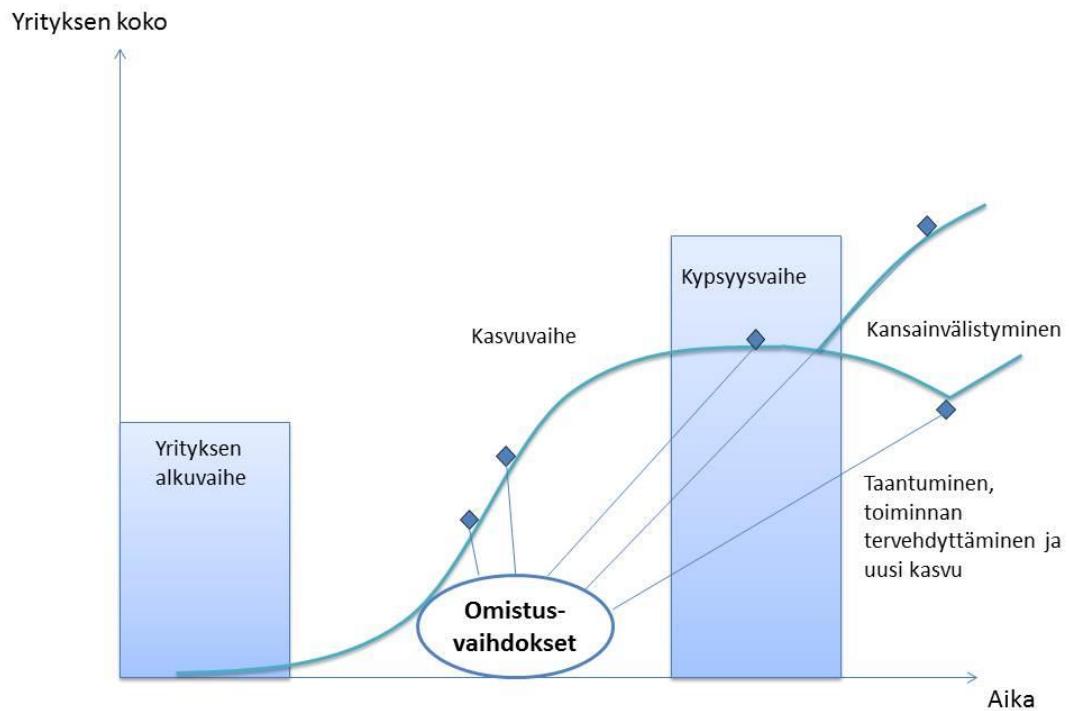 Yrityksen koko
Kypsyysvaihe
Kasvuvaihe
Kansainvälistyminen
Yrityksen
alkuvaihe
Taantuminen,
toiminnan
tervehdyttäminen ja
uusi kasvu
Omistus-
vaihdokset
Aika